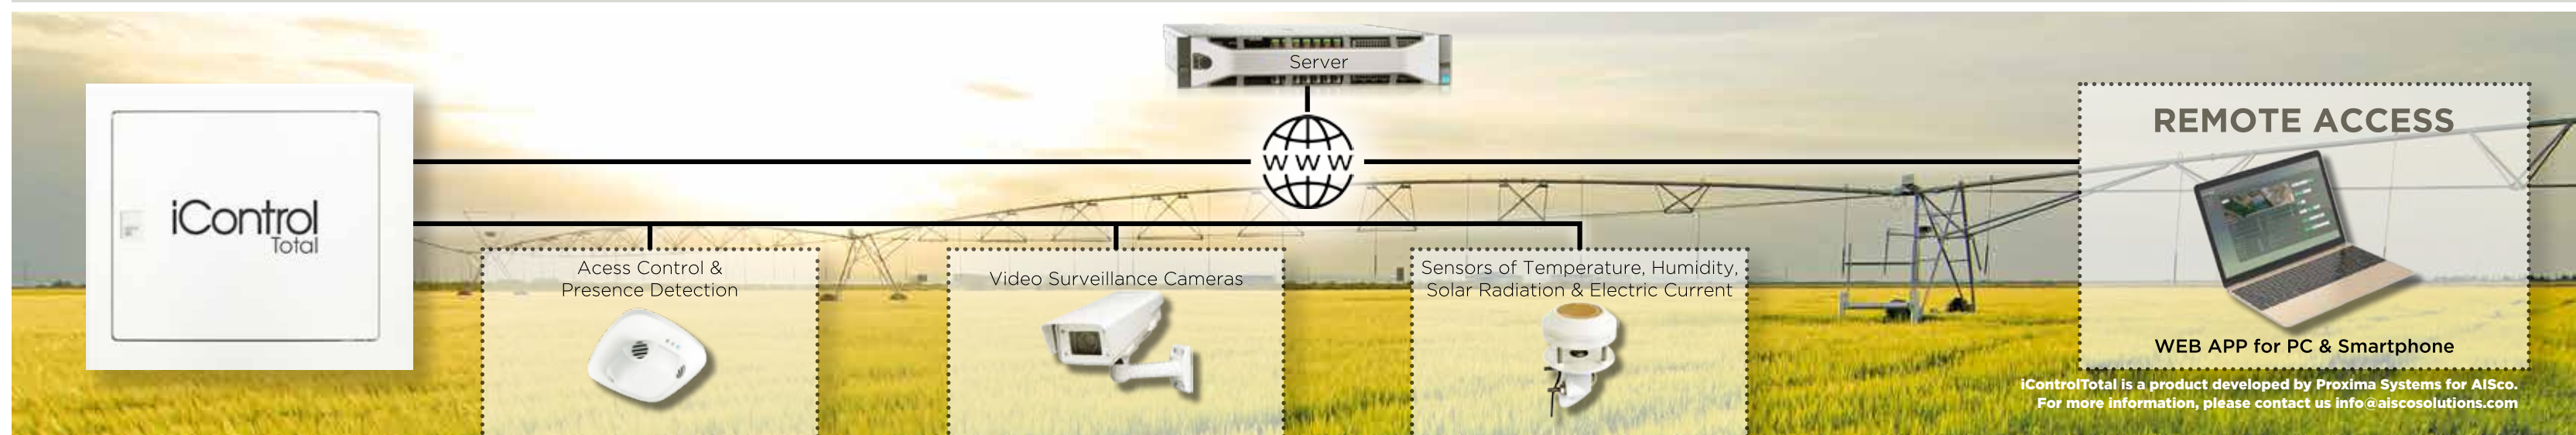 Server
WWW
iControl
Total
Acess Control &
Presence Detection
Video Surveillance Cameras
Sensors of Temperature, Humidity,
Solar Radiation & Electric Current
REMOTE ACCESS
WEB APP for PC & Smartphone
iControlTotal is a product developed by Proxima Systems for AISco.
For more information, please contact us info@aiscosolutions.com